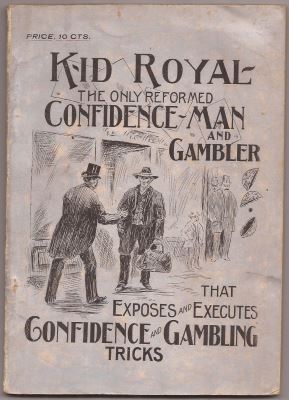 PRICE, 10 CTS.
KID ROYAL-
THE ONLY REFORMED
CONFIDENCE-MAN
AND
GAMBLER
THAT
EXPOSES AND EXECUTES
CONFIDENCE AND GAMBLING
TRICKS